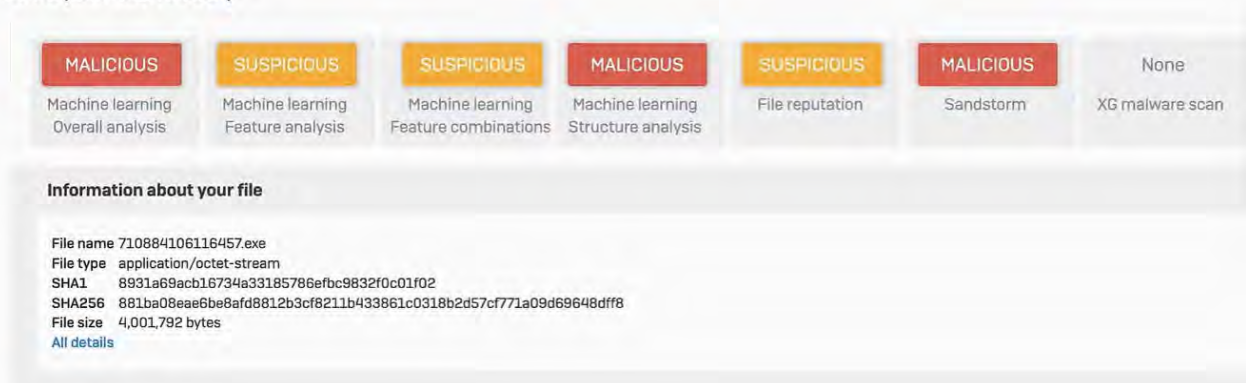 MALICIOUS
Machine learning
Overall analysis
SUSPICIOUS
Machine learning
Feature analysis
SUSPICIOUS
Machine learning
Feature combinations
MALICIOUS
Machine learning
Structure analysis
SUSPICIOUS
File reputation
MALICIOUS
Sandstorm
None
XG malware scan
Information about your file
File name 710884106116457.exe
File type application/octet-stream
SHA1 8931a69acb16734a33185786efbc9832f0c01f02
SHA256 881ba08eae6be8afd8812b3cf8211b433861c0318b2d57cf771a09d69648dff8
File size 4,001,792 bytes
All details